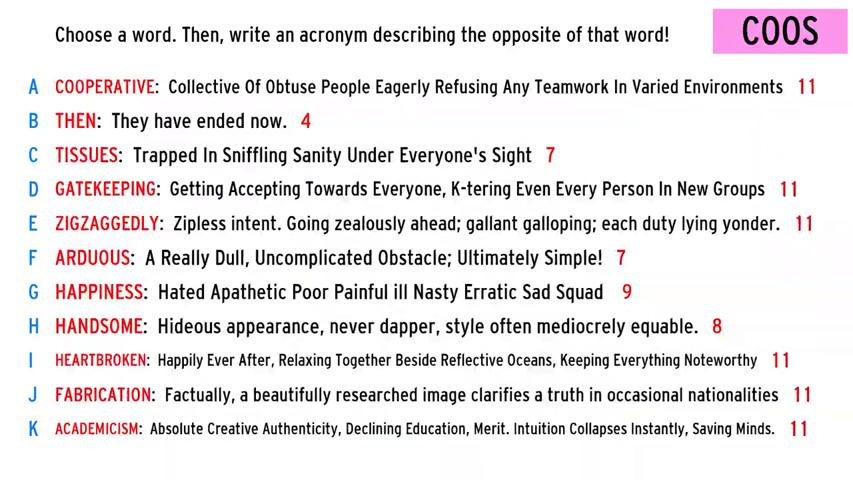 Choose a word. Then, write an acronym describing the opposite of that word!
COOS
A COOPERATIVE: Collective Of Obtuse People Eagerly Refusing Any Teamwork In Varied Environments 11
B THEN: They have ended now. 4
C TISSUES: Trapped In Sniffling Sanity Under Everyone's Sight 7
D GATEKEEPING: Getting Accepting Towards Everyone, K-tering Even Every Person In New Groups 11
E ZIGZAGGEDLY: Zipless intent. Going zealously ahead; gallant galloping; each duty lying yonder. 11
F ARDUOUS: A Really Dull, Uncomplicated Obstacle; Ultimately Simple! 7
G HAPPINESS: Hated Apathetic Poor Painful ill Nasty Erratic Sad Squad 9
H HANDSOME: Hideous appearance, never dapper, style often mediocrely equable. 8
I HEARTBROKEN: Happily Ever After, Relaxing Together Beside Reflective Oceans, Keeping Everything Noteworthy 11
J FABRICATION: Factually, a beautifully researched image clarifies a truth in occasional nationalities 11
K ACADEMICISM: Absolute Creative Authenticity, Declining Education, Merit. Intuition Collapses Instantly, Saving Minds. 11